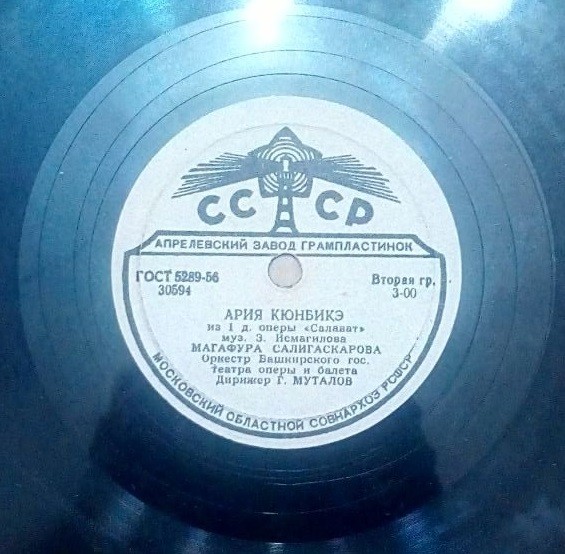 СССР
АПРЕЛЕВСКИЙ ЗАВОД ГРАМПЛАСТИНОК
ГОСТ 5289-56
30594
Вторая гр.
3-00
АРИЯ КЮНБИКЭ
из 1 д. оперы «Салават»
муз. З. Исмагилова
МАГАФУРА САЛИГАСКАРОВА
Оркестр Башкирского гос.
театра оперы и балета
Дирижер Г. МУТАЛОВ
МОСКОВСКИЙ ОБЛАСТНОЙ СОВНАРХОЗ РСФСР